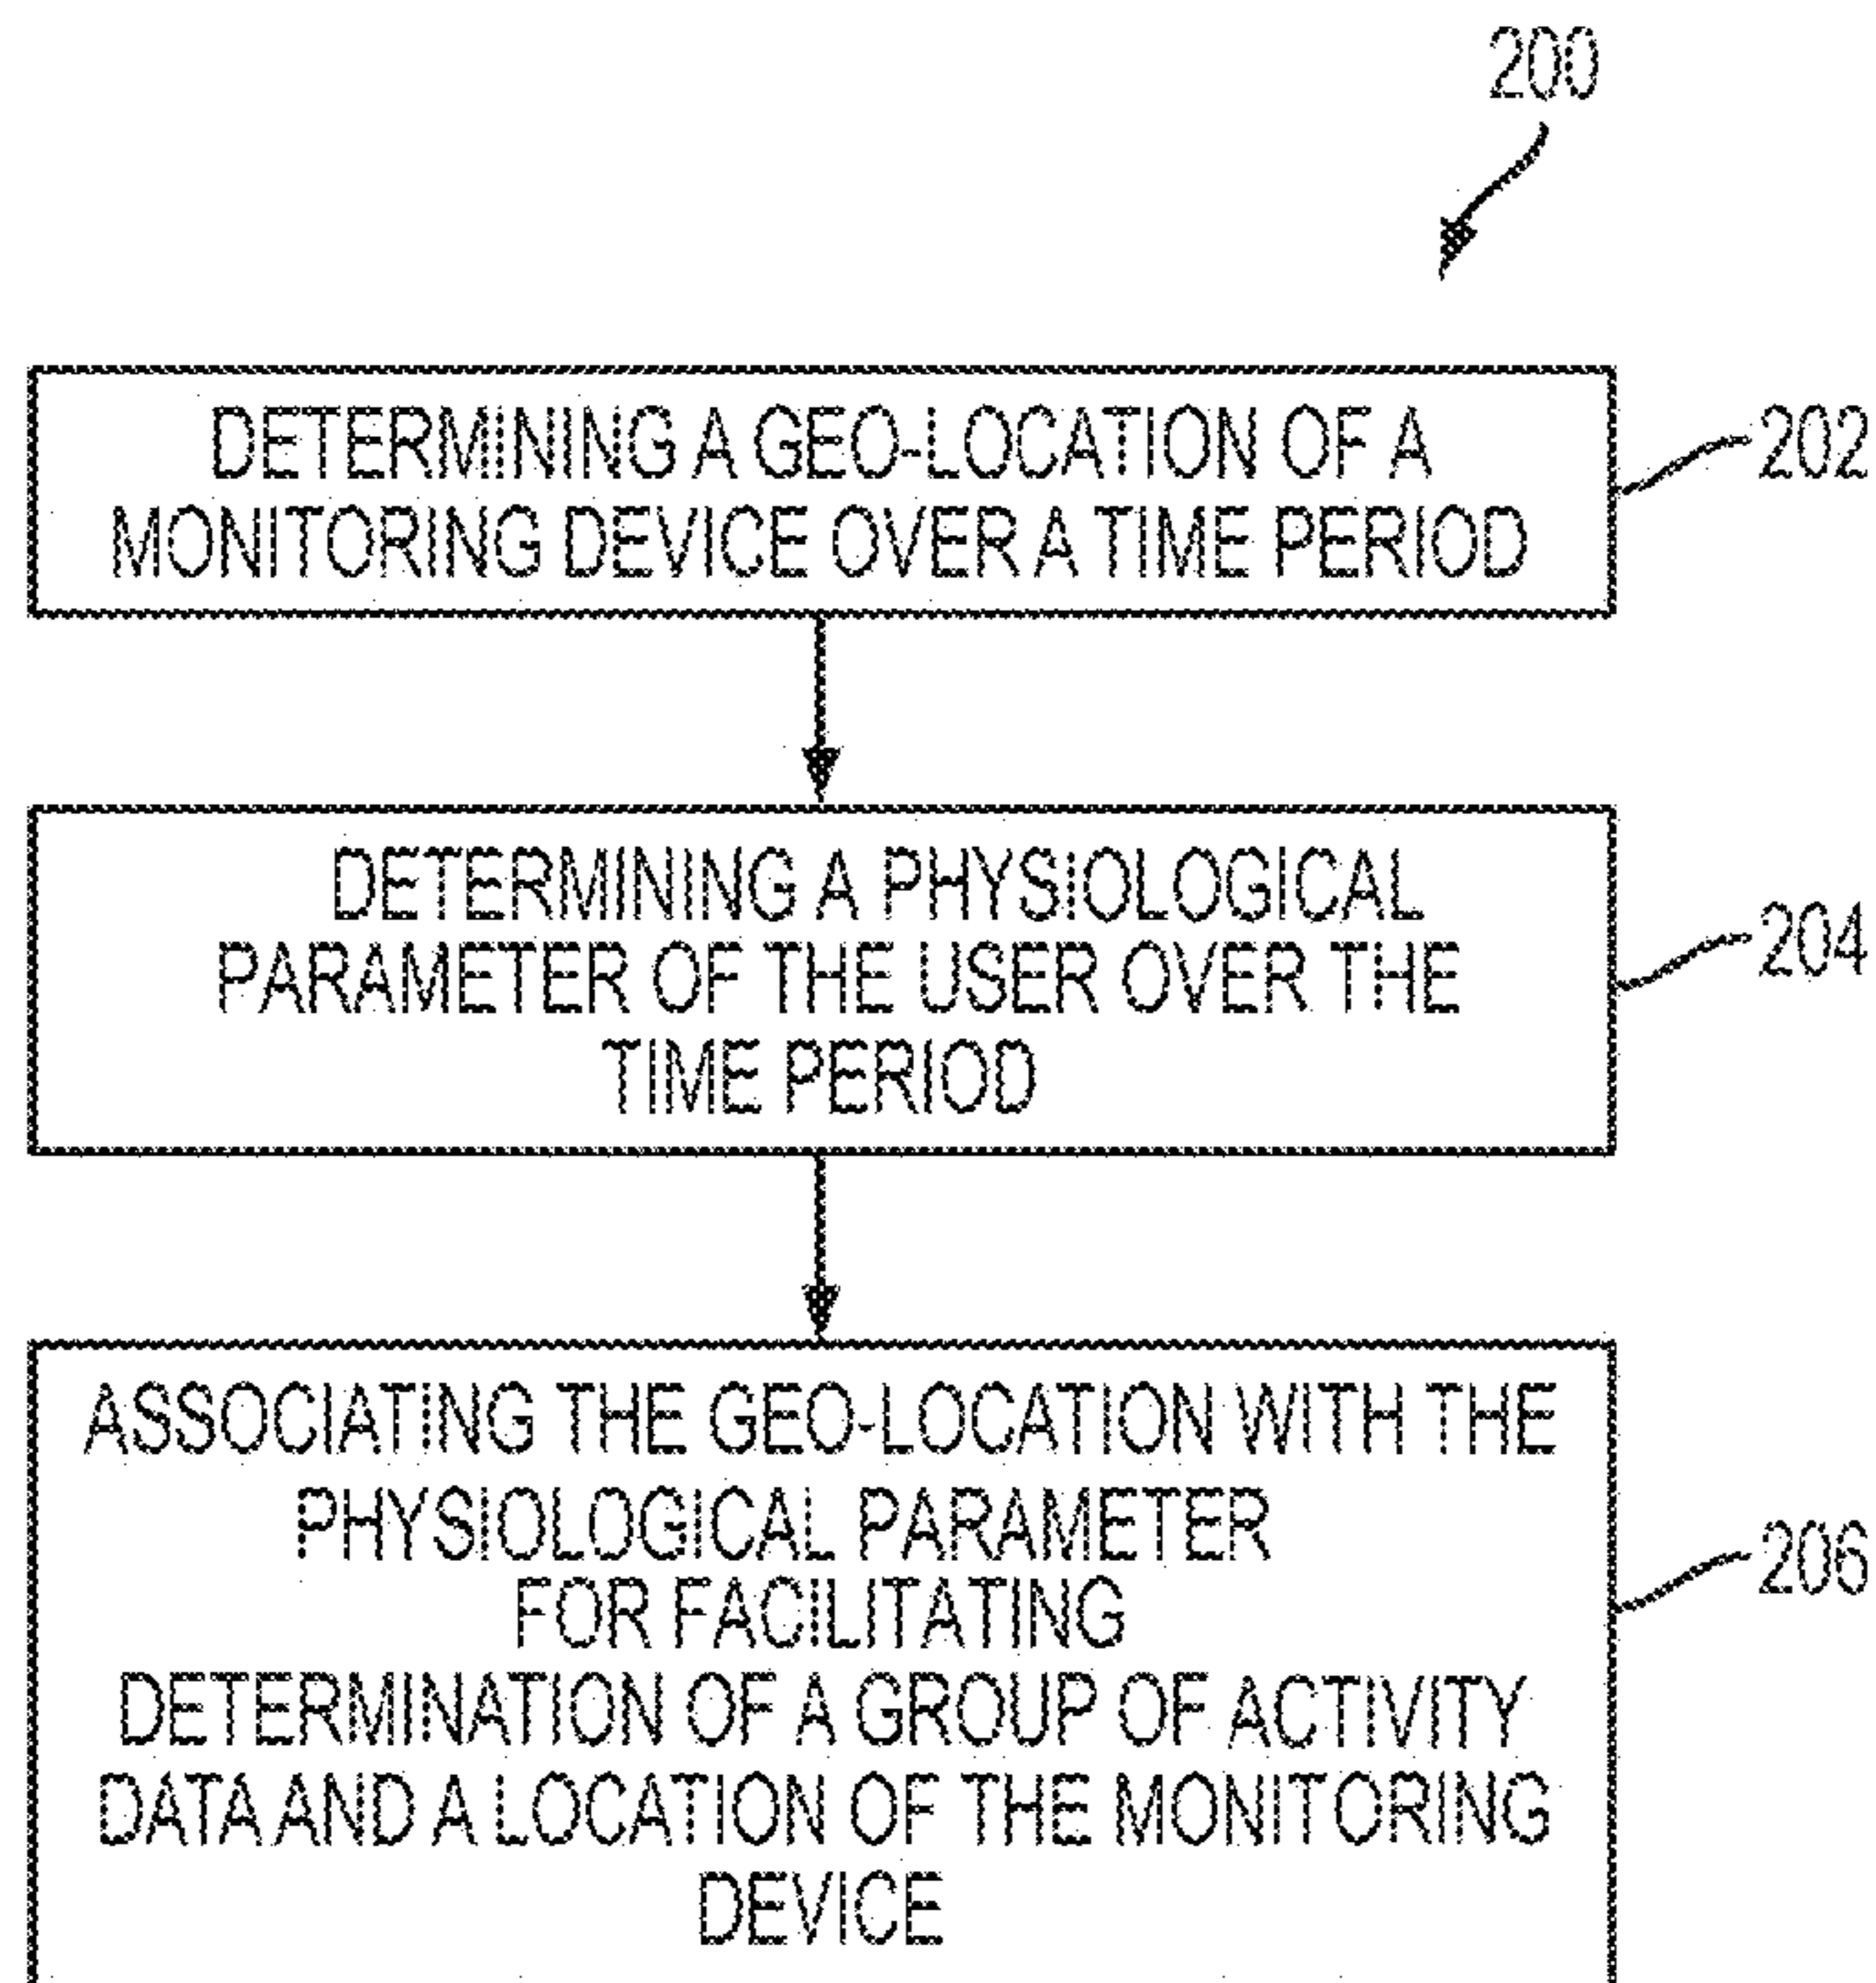 200
DETERMINING A GEO-LOCATION OF A
MONITORING DEVICE OVER A TIME PERIOD
202
DETERMINING A PHYSIOLOGICAL
PARAMETER OF THE USER OVER THE
TIME PERIOD
204
ASSOCIATING THE GEO-LOCATION WITH THE
PHYSIOLOGICAL PARAMETER
FOR FACILITATING
DETERMINATION OF A GROUP OF ACTIVITY
DATA AND A LOCATION OF THE MONITORING
DEVICE
206